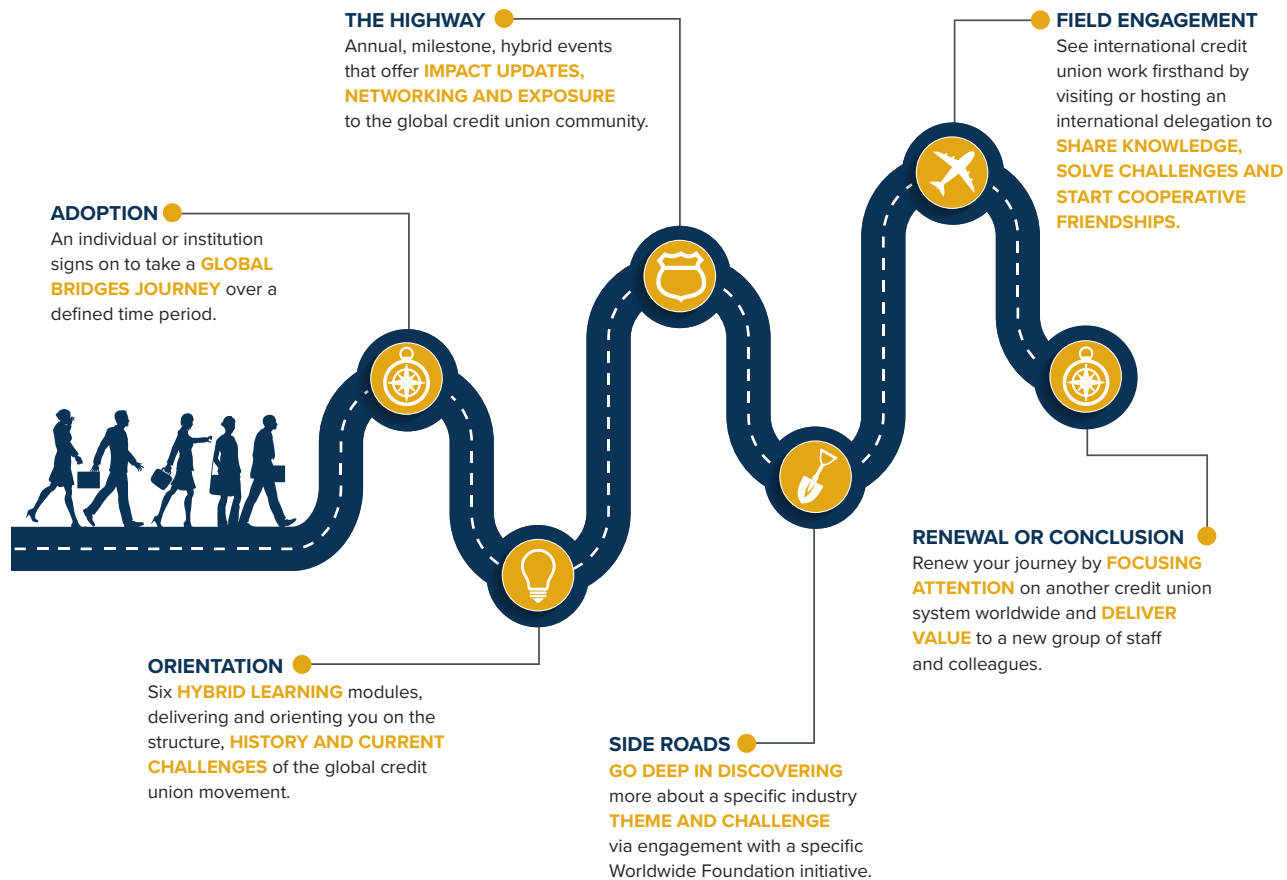 ADOPTION
An individual or institution
signs on to take a GLOBAL
BRIDGES JOURNEY over a
defined time period.
ORIENTATION
Six HYBRID LEARNING modules,
delivering and orienting you on the
structure, HISTORY AND CURRENT
CHALLENGES of the global credit
union movement.
THE HIGHWAY
Annual, milestone, hybrid events
that offer IMPACT UPDATES,
NETWORKING AND EXPOSURE
to the global credit union community.
SIDE ROADS
GO DEEP IN DISCOVERING
more about a specific industry
THEME AND CHALLENGE
via engagement with a specific
Worldwide Foundation initiative.
FIELD ENGAGEMENT
See international credit
union work firsthand by
visiting or hosting an
international delegation to
SHARE KNOWLEDGE,
SOLVE CHALLENGES AND
START COOPERATIVE
FRIENDSHIPS.
RENEWAL OR CONCLUSION
Renew your journey by FOCUSING
ATTENTION on another credit union
system worldwide and DELIVER
VALUE to a new group of staff
and colleagues.